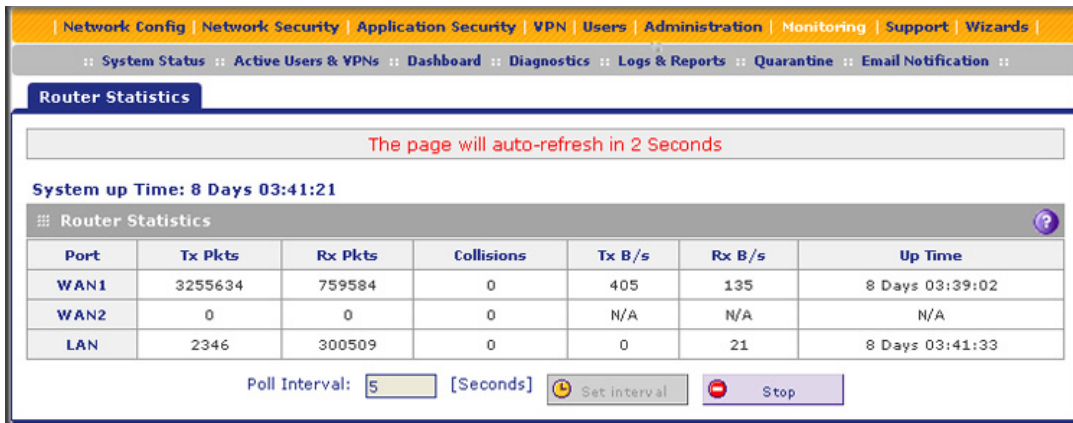 | Network Config | Network Security | Application Security | VPN | Users | Administration | Monitoring | Support | Wizards |
:: System Status :: Active Users & VPNs :: Dashboard :: Diagnostics :: Logs & Reports :: Quarantine :: Email Notification ::
Router Statistics
The page will auto-refresh in 2 Seconds
System up Time: 8 Days 03:41:21
Router Statistics ?
Port Tx Pkts Rx Pkts Collisions Tx B/s Rx B/s Up Time
WAN1 3255634 759584 0 405 135 8 Days 03:39:02
WAN2 0 0 0 N/A N/A N/A
LAN 2346 300509 0 0 21 8 Days 03:41:33
Poll Interval: 5 [Seconds] Set interval Stop